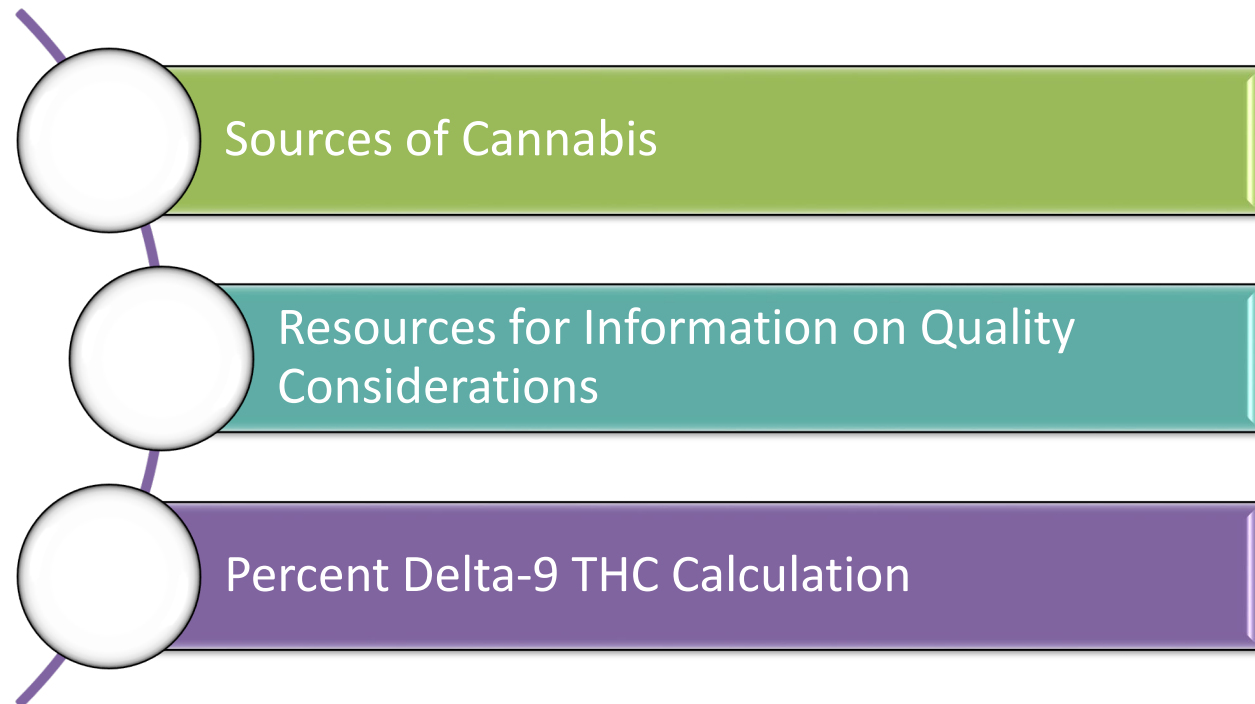 Sources of Cannabis
Resources for Information on Quality
Considerations
Percent Delta-9 THC Calculation